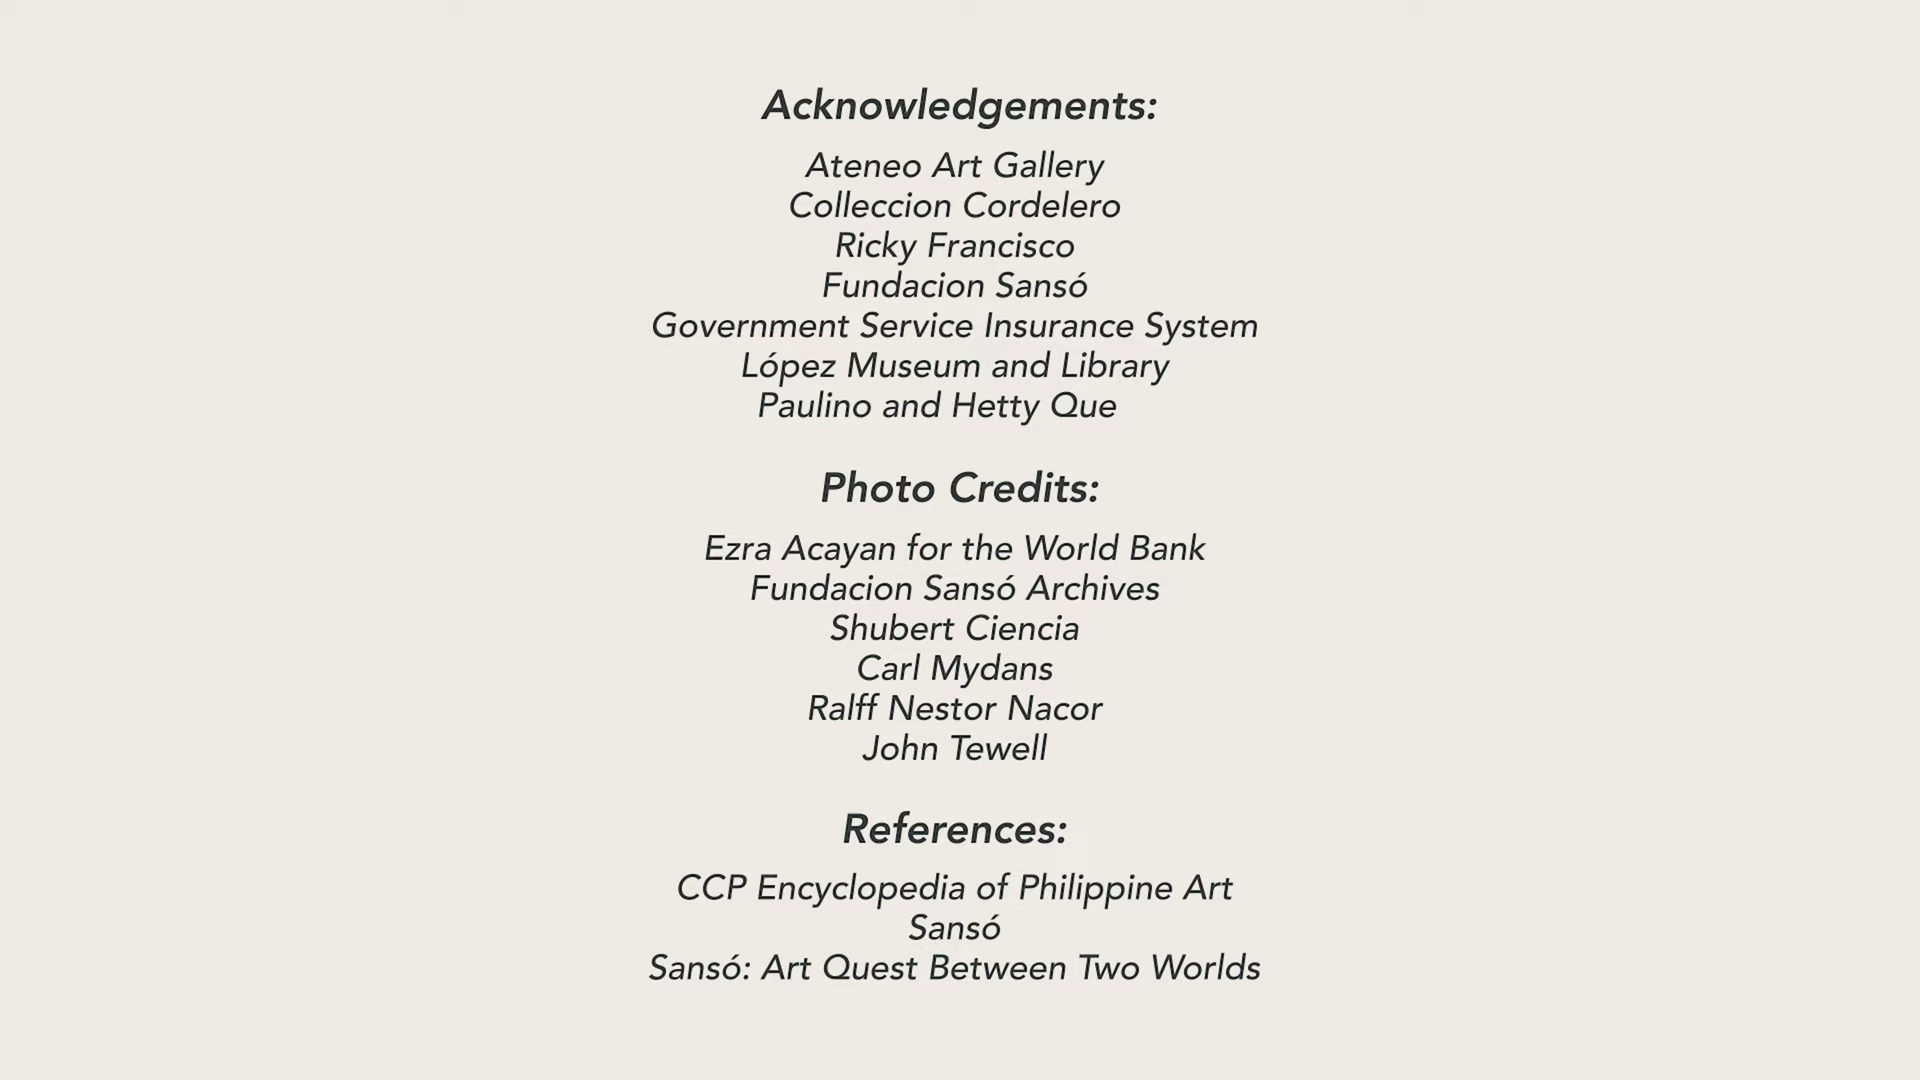 Acknowledgements:
Ateneo Art Gallery
Colleccion Cordelero
Ricky Francisco
Fundacion Sansó
Government Service Insurance System
López Museum and Library
Paulino and Hetty Que
Photo Credits:
Ezra Acayan for the World Bank
Fundacion Sansó Archives
Shubert Ciencia
Carl Mydans
Ralff Nestor Nacor
John Tewell
References:
CCP Encyclopedia of Philippine Art
Sansó
Sansó: Art Quest Between Two Worlds